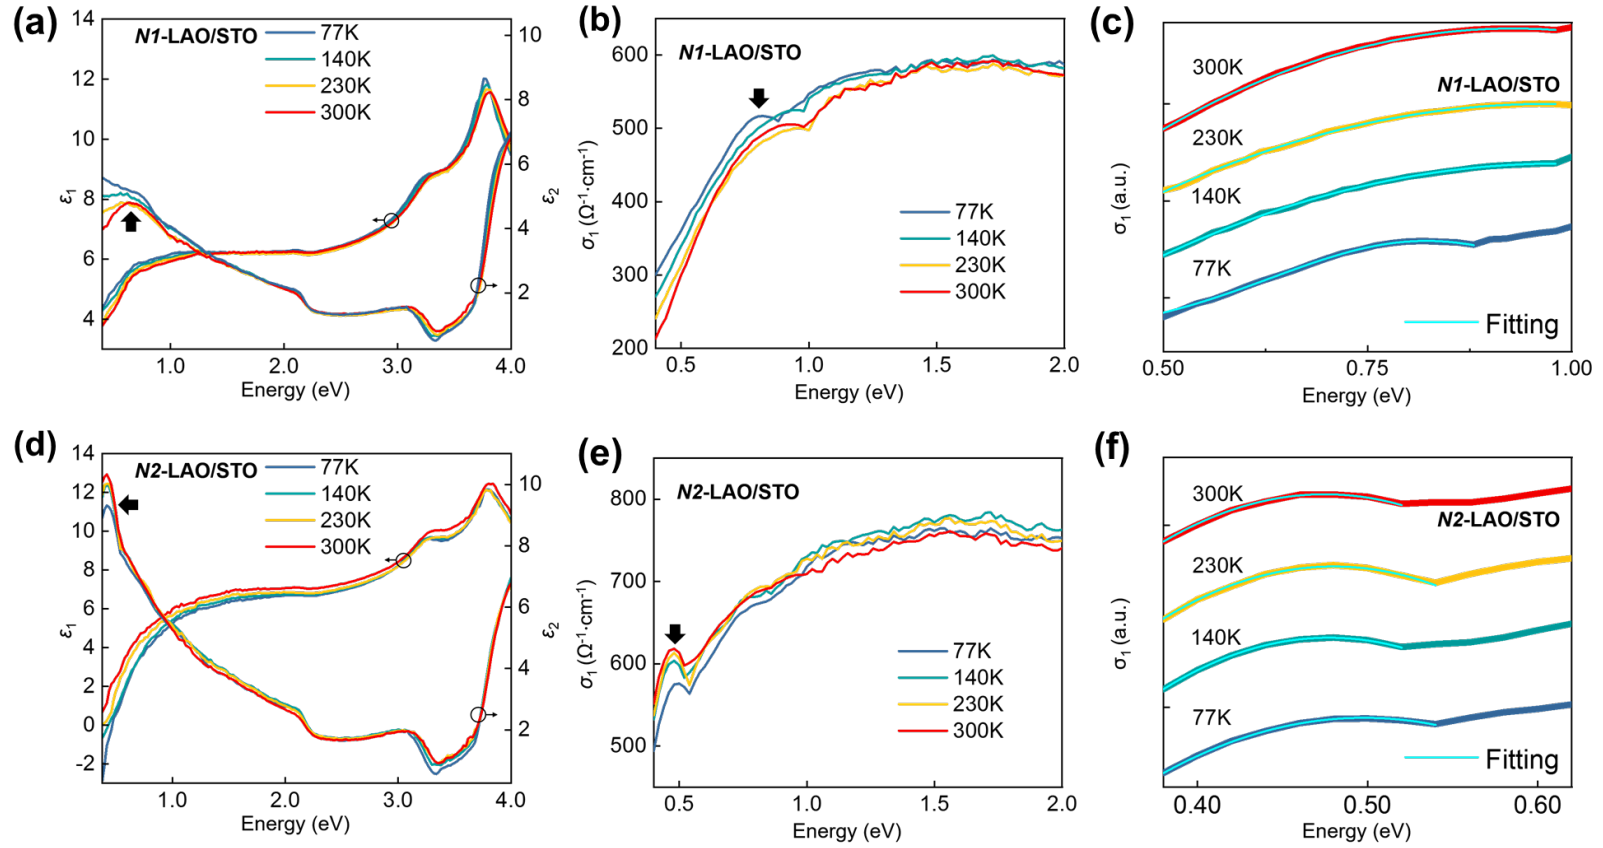 (a)
N1-LAO/STO
77K
140K
230K
300K
14
12
10
8
6
4
10
8
6
4
2
ε1
ε2
1.0
2.0
3.0
4.0
Energy (eV)
(b)
N1-LAO/STO
600
500
400
300
200
σ1 (Ω-1·cm-1)
77K
140K
230K
300K
0.5
1.0
1.5
2.0
Energy (eV)
(c)
300K
N1-LAO/STO
230K
140K
77K
Fitting
σ1 (a.u.)
0.50
0.75
1.00
Energy (eV)
(d)
N2-LAO/STO
77K
140K
230K
300K
14
12
10
8
6
4
2
0
-2
10
8
6
4
2
ε1
ε2
1.0
2.0
3.0
4.0
Energy (eV)
(e)
N2-LAO/STO
800
700
600
500
σ1 (Ω-1·cm-1)
77K
140K
230K
300K
0.5
1.0
1.5
2.0
Energy (eV)
(f)
300K
N2-LAO/STO
230K
140K
77K
Fitting
σ1 (a.u.)
0.40
0.50
0.60
Energy (eV)